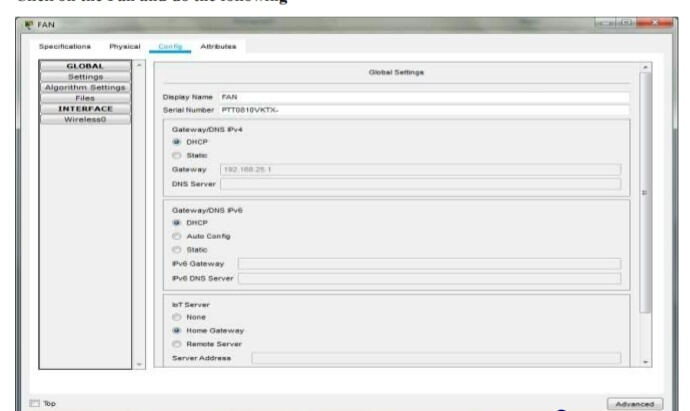 Click on the Fan and do the following
FAN
Specifications Physical Config Attributes
GLOBAL
Settings
Algorithm Settings
Files
INTERFACE
Wireless0
Global Settings
Display Name FAN
Serial Number PTT0810VKTX-
Gateway/DNS IPv4
DHCP
Static
Gateway 192.168.25.1
DNS Server
Gateway/DNS IPv6
DHCP
Auto Config
Static
IPv6 Gateway
IPv6 DNS Server
IoT Server
None
Home Gateway
Remote Server
Server Address
Top
Advanced